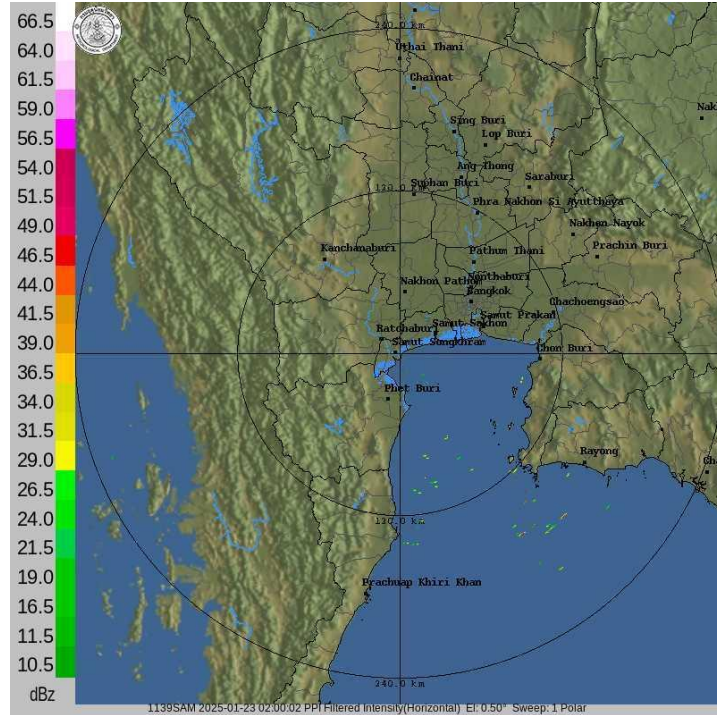 66.5
64.0
61.5
59.0
56.5
54.0
51.5
49.0
46.5
44.0
41.5
39.0
36.5
34.0
31.5
29.0
26.5
24.0
21.5
19.0
16.5
11.5
10.5
dBz
240.0 km
Uthai Thani
Chainat
Sing Buri
Lop Buri
Ang Thong
Saraburi
120.0 km
Suphan Buri
Phra Nakhon Si Ayutthaya
Nakhon Nayok
Kanchanaburi
Pathum Thani
Prachin Buri
Nonthaburi
Nakhon Pathom
Bangkok
Chachoengsao
Samut Prakan
Samut Sakhon
Ratchaburi
Samut Songkhram
Chon Buri
Phet Buri
Rayong
120.0 km
Prachuap Khiri Khan
240.0 km
1139SAM 2025-01-23 02:00:02 PPI Filtered Intensity(Horizontal) El: 0.50° Sweep: 1 Polar